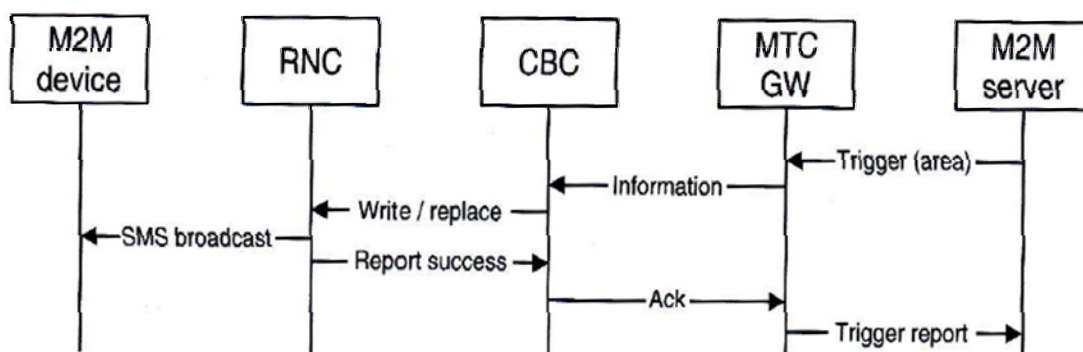 M2M
device
RNC
CBC
MTC
GW
M2M
server
Trigger (area)
Information
Write / replace
SMS broadcast
Report success
Ack
Trigger report